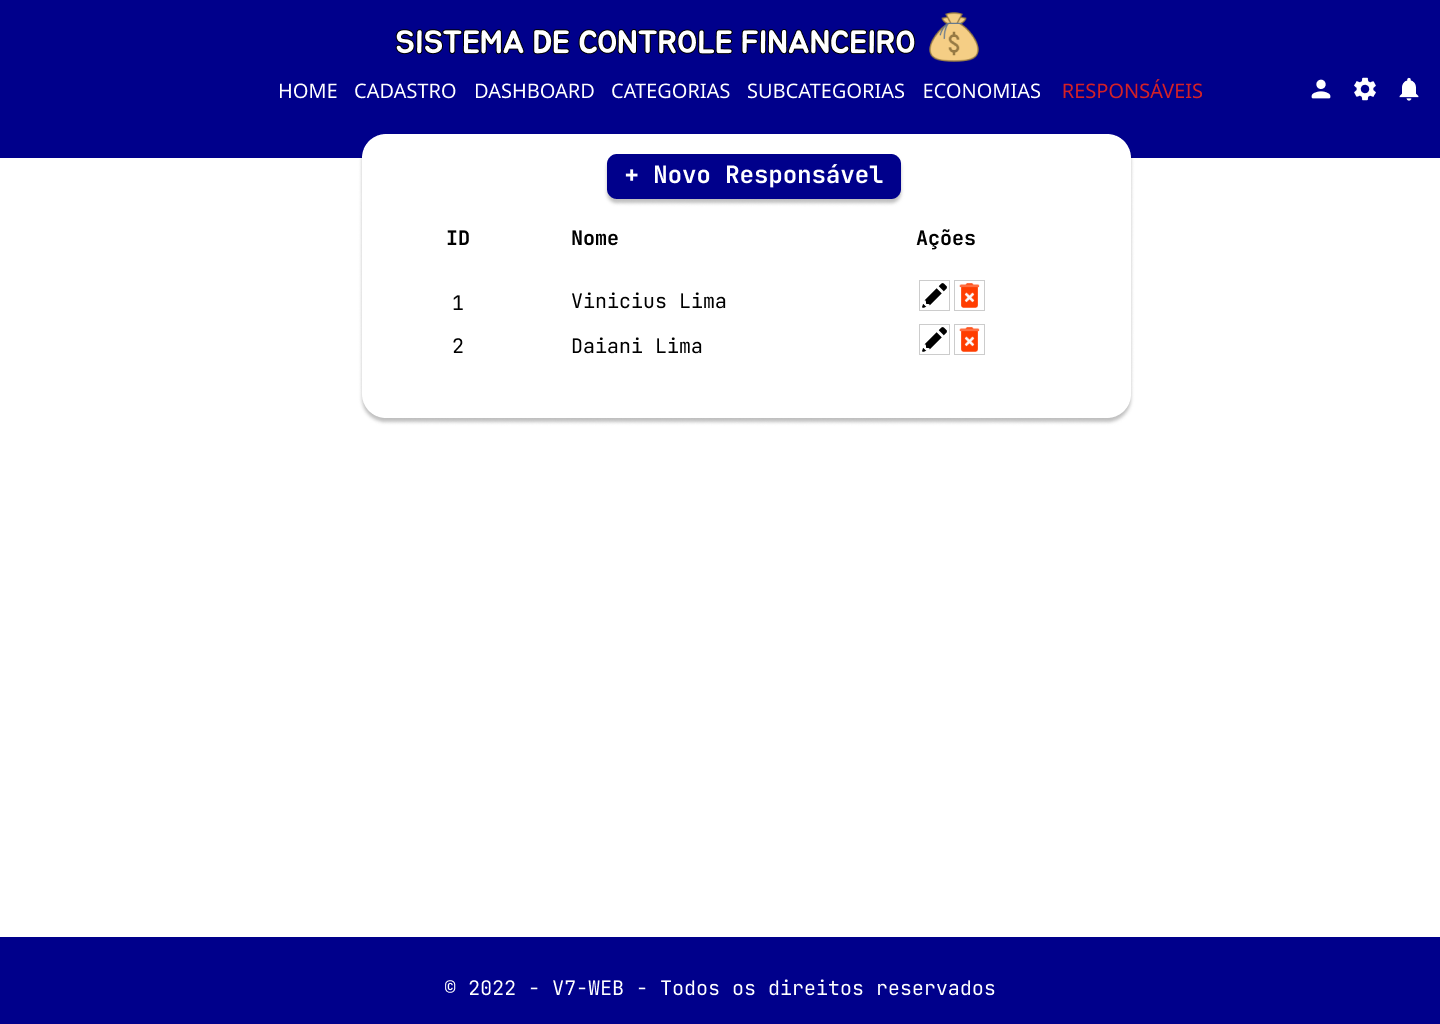 SISTEMA DE CONTROLE FINANCEIRO
HOME CADASTRO DASHBOARD CATEGORIAS SUBCATEGORIAS ECONOMIAS RESPONSÁVEIS
+ Novo Responsável
ID Nome Ações
1 Vinicius Lima
2 Daiani Lima
© 2022 - V7-WEB - Todos os direitos reservados